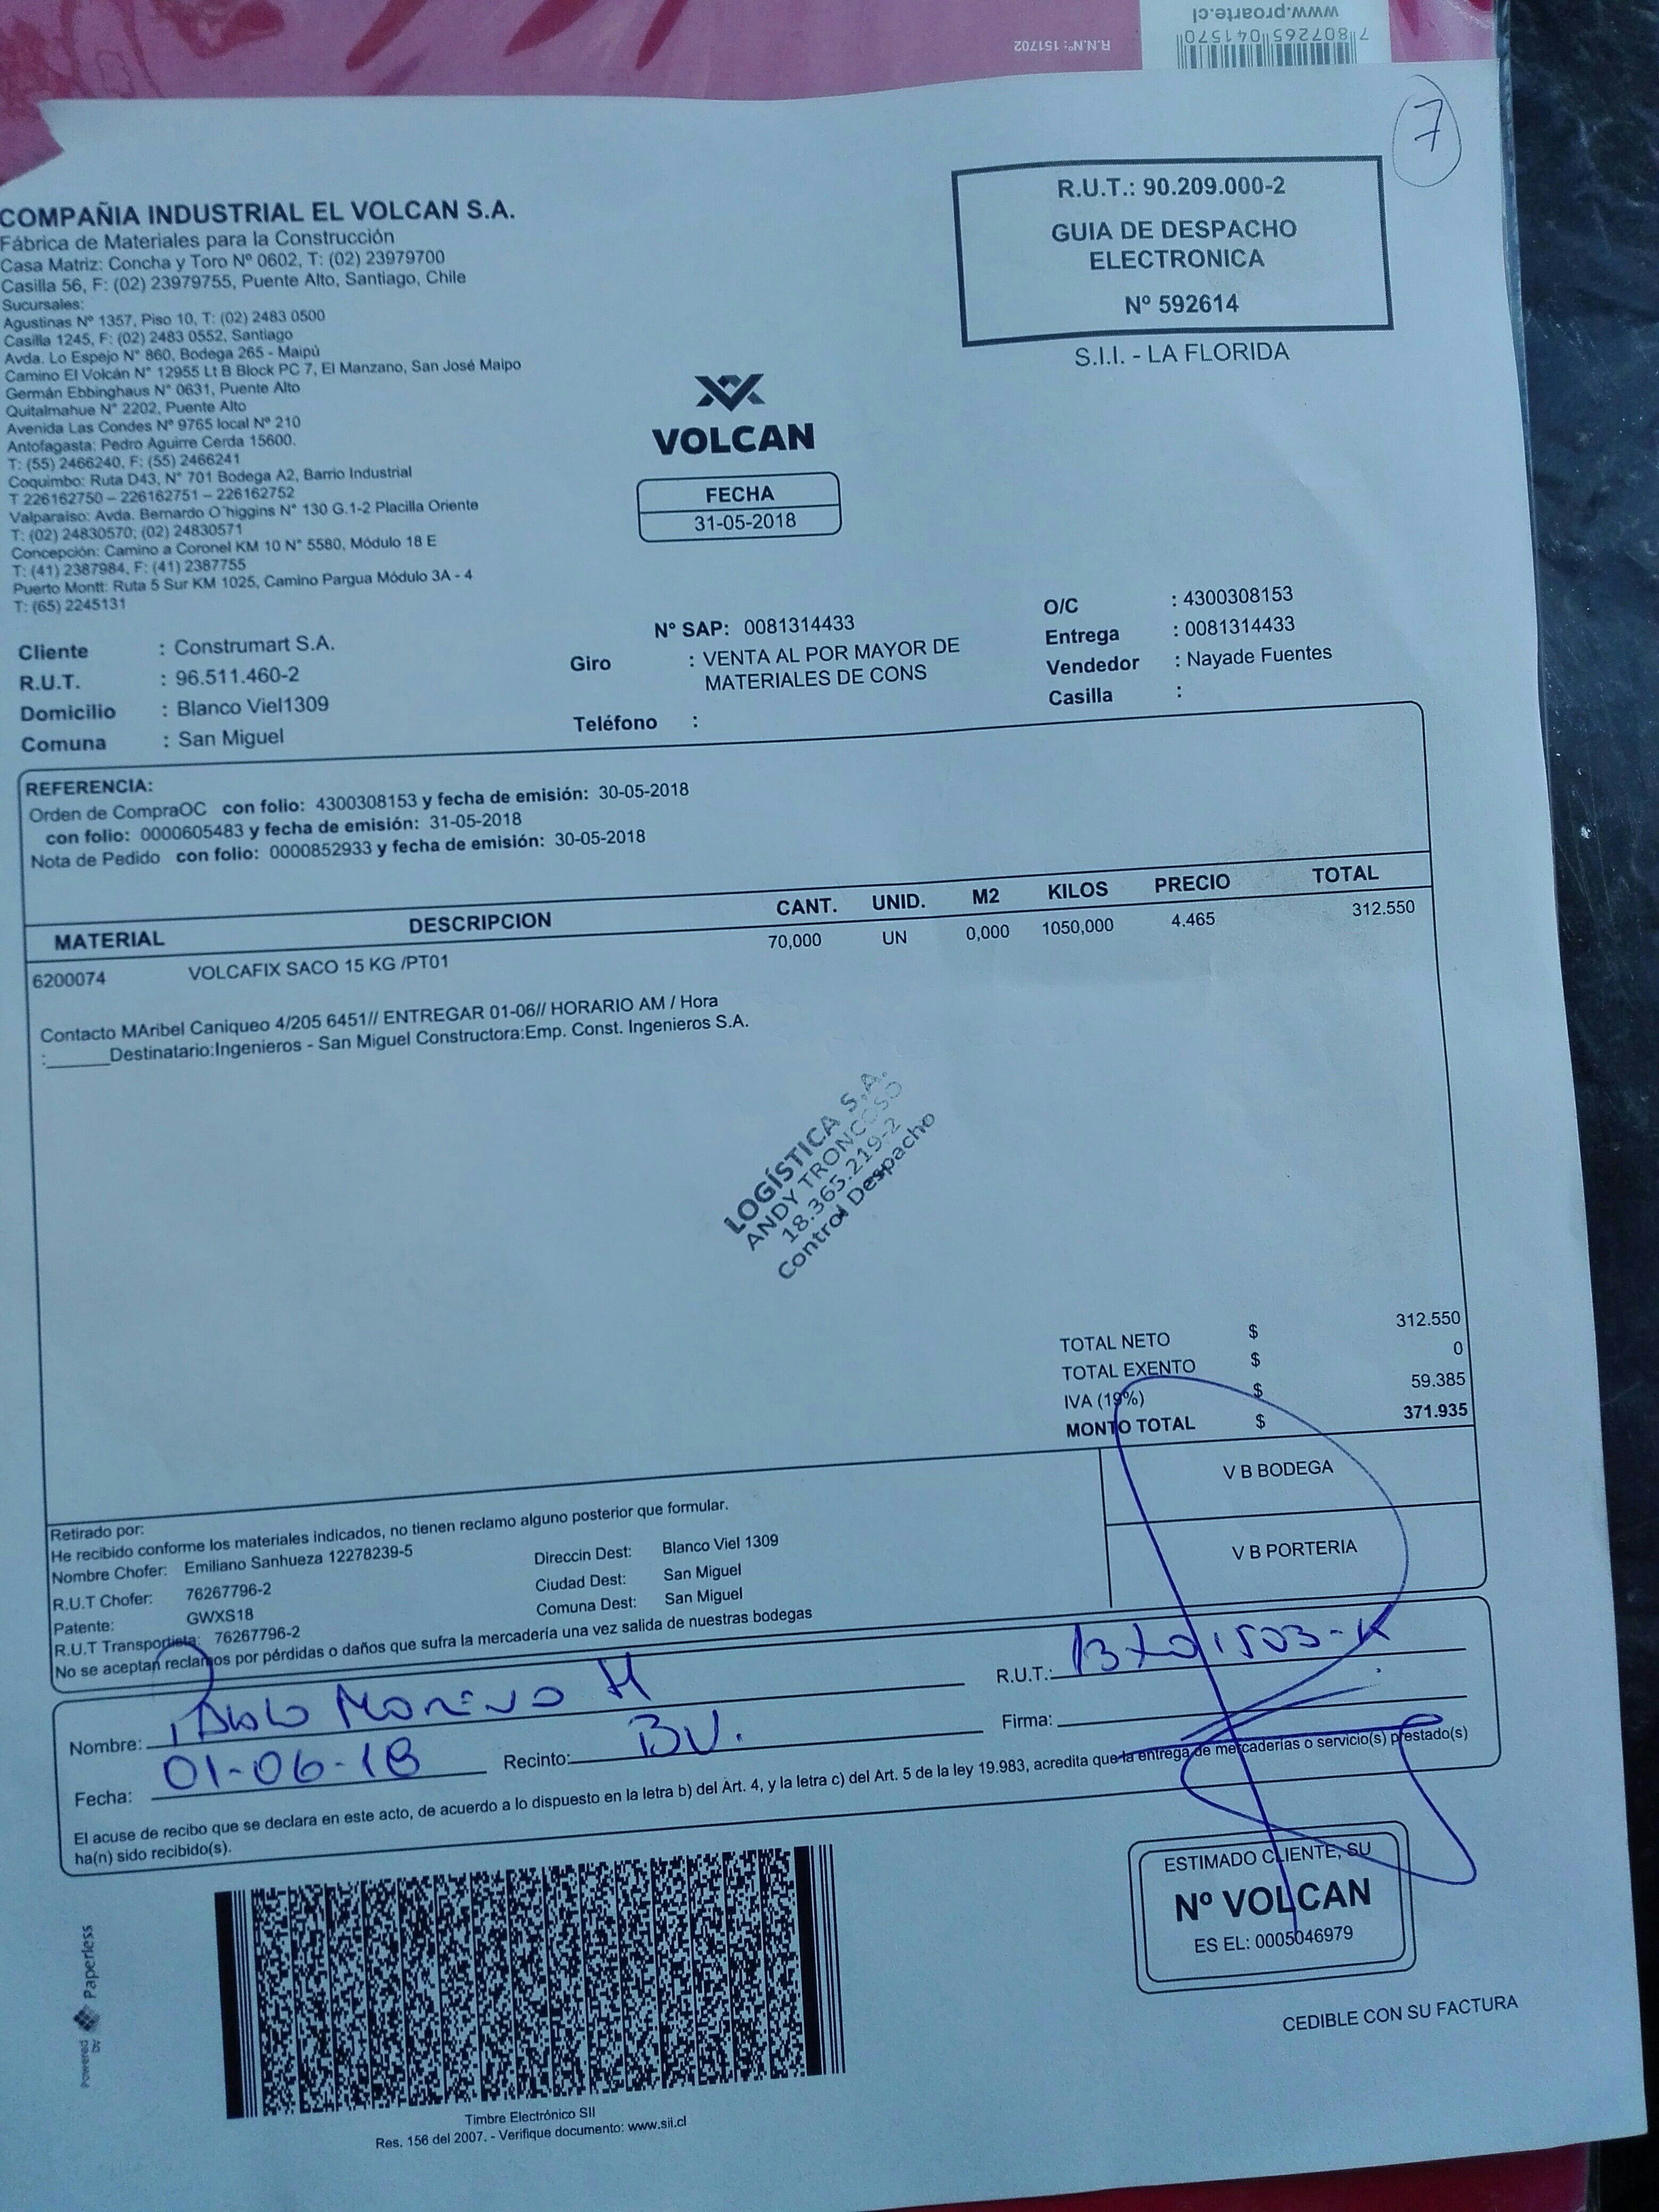 www.proarte.cl
7 807265 041570
R.N.Nº: 151702
7
COMPAÑIA INDUSTRIAL EL VOLCAN S.A.
Fábrica de Materiales para la Construcción
Casa Matriz: Concha y Toro Nº 0602, T: (02) 23979700
Casilla 56, F: (02) 23979755, Puente Alto, Santiago, Chile
Sucursales:
Agustinas Nº 1357, Piso 10, T: (02) 2483 0500
Casilla 1245, F: (02) 2483 0552, Santiago
Avda. Lo Espejo N° 860, Bodega 265 - Maipú
Camino El Volcán N° 12955 Lt B Block PC 7, El Manzano, San José Maipo
Germán Ebbinghaus N° 0631, Puente Alto
Quitalmahue N° 2202, Puente Alto
Avenida Las Condes Nº 9765 local Nº 210
Antofagasta: Pedro Aguirre Cerda 15600.
T: (55) 2466240, F: (55) 2466241
Coquimbo: Ruta D43, N° 701 Bodega A2, Barrio Industrial
T 226162750 – 226162751 – 226162752
Valparaiso: Avda. Bernardo O´higgins N° 130 G.1-2 Placilla Oriente
T: (02) 24830570; (02) 24830571
Concepción: Camino a Coronel KM 10 N° 5580, Módulo 18 E
T: (41) 2387984, F: (41) 2387755
Puerto Montt: Ruta 5 Sur KM 1025, Camino Pargua Módulo 3A - 4
T: (65) 2245131
R.U.T.: 90.209.000-2
GUIA DE DESPACHO
ELECTRONICA
Nº 592614
S.I.I. - LA FLORIDA
VOLCAN
FECHA
31-05-2018
Cliente : Construmart S.A.
R.U.T. : 96.511.460-2
Domicilio : Blanco Viel1309
Comuna : San Miguel
N° SAP: 0081314433
Giro : VENTA AL POR MAYOR DE
MATERIALES DE CONS
Teléfono :
O/C : 4300308153
Entrega : 0081314433
Vendedor : Nayade Fuentes
Casilla :
REFERENCIA:
Orden de CompraOC con folio: 4300308153 y fecha de emisión: 30-05-2018
con folio: 0000605483 y fecha de emisión: 31-05-2018
Nota de Pedido con folio: 0000852933 y fecha de emisión: 30-05-2018
MATERIAL DESCRIPCION CANT. UNID. M2 KILOS PRECIO TOTAL
6200074 VOLCAFIX SACO 15 KG /PT01 70,000 UN 0,000 1050,000 4.465 312.550
Contacto MAribel Caniqueo 4/205 6451// ENTREGAR 01-06// HORARIO AM / Hora
:______Destinatario:Ingenieros - San Miguel Constructora:Emp. Const. Ingenieros S.A.
LOGÍSTICA S.A.
ANDY TRONCOSO
18.365.219-2
Control Despacho
TOTAL NETO $ 312.550
TOTAL EXENTO $ 0
IVA (19%) $ 59.385
MONTO TOTAL $ 371.935
V B BODEGA
V B PORTERIA
Retirado por:
He recibido conforme los materiales indicados, no tienen reclamo alguno posterior que formular.
Nombre Chofer: Emiliano Sanhueza 12278239-5
R.U.T Chofer: 76267796-2
Patente: GWXS18
R.U.T Transportista: 76267796-2
Direccin Dest: Blanco Viel 1309
Ciudad Dest: San Miguel
Comuna Dest: San Miguel
No se aceptan reclamos por pérdidas o daños que sufra la mercadería una vez salida de nuestras bodegas
Nombre: Pablo Moreno H
R.U.T.: 13701503-K
Fecha: 01-06-18 Recinto: BV. Firma:
El acuse de recibo que se declara en este acto, de acuerdo a lo dispuesto en la letra b) del Art. 4, y la letra c) del Art. 5 de la ley 19.983, acredita que la entrega de mercaderías o servicio(s) prestado(s)
ha(n) sido recibido(s).
ESTIMADO CLIENTE, SU
Nº VOLCAN
ES EL: 0005046979
CEDIBLE CON SU FACTURA
Powered by Paperless
Timbre Electrónico SII
Res. 156 del 2007. - Verifique documento: www.sii.cl